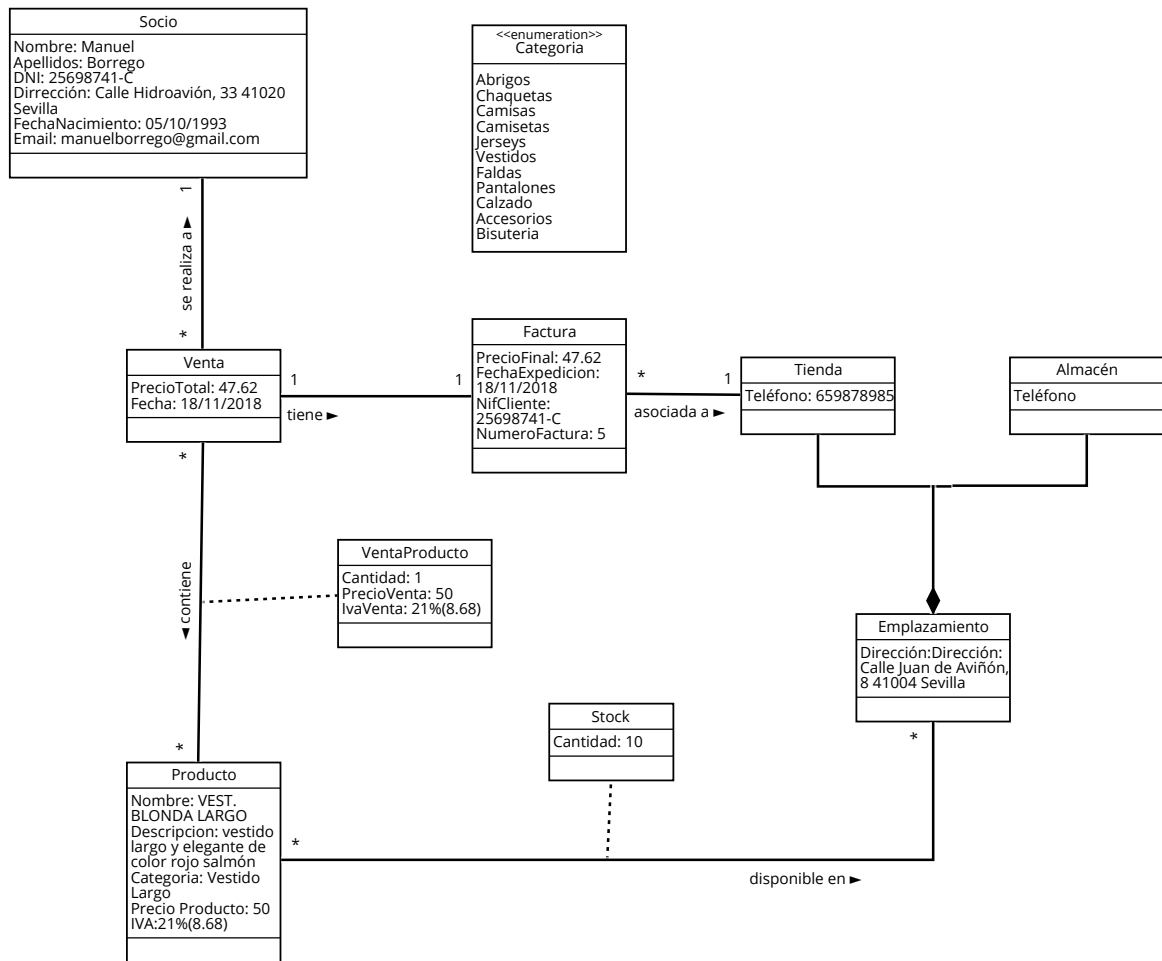 Socio
Nombre: Manuel
Apellidos: Borrego
DNI: 25698741-C
Dirrección: Calle Hidroavión, 33 41020
Sevilla
FechaNacimiento: 05/10/1993
Email: manuelborrego@gmail.com
<<enumeration>>
Categoria
Abrigos
Chaquetas
Camisas
Camisetas
Jerseys
Vestidos
Faldas
Pantalones
Calzado
Accesorios
Bisuteria
1
se realiza a ►
*
Venta
PrecioTotal: 47.62
Fecha: 18/11/2018
1
1
tiene ►
Factura
PrecioFinal: 47.62
FechaExpedicion:
18/11/2018
NifCliente:
25698741-C
NumeroFactura: 5
*
1
asociada a ►
Tienda
Teléfono: 659878985
Almacén
Teléfono
*
◄ contiene
*
VentaProducto
Cantidad: 1
PrecioVenta: 50
IvaVenta: 21%(8.68)
Emplazamiento
Dirección:Dirección:
Calle Juan de Aviñón,
8 41004 Sevilla
*
Stock
Cantidad: 10
Producto
Nombre: VEST.
BLONDA LARGO
Descripcion: vestido
largo y elegante de
color rojo salmón
Categoria: Vestido
Largo
Precio Producto: 50
IVA:21%(8.68)
*
disponible en ►